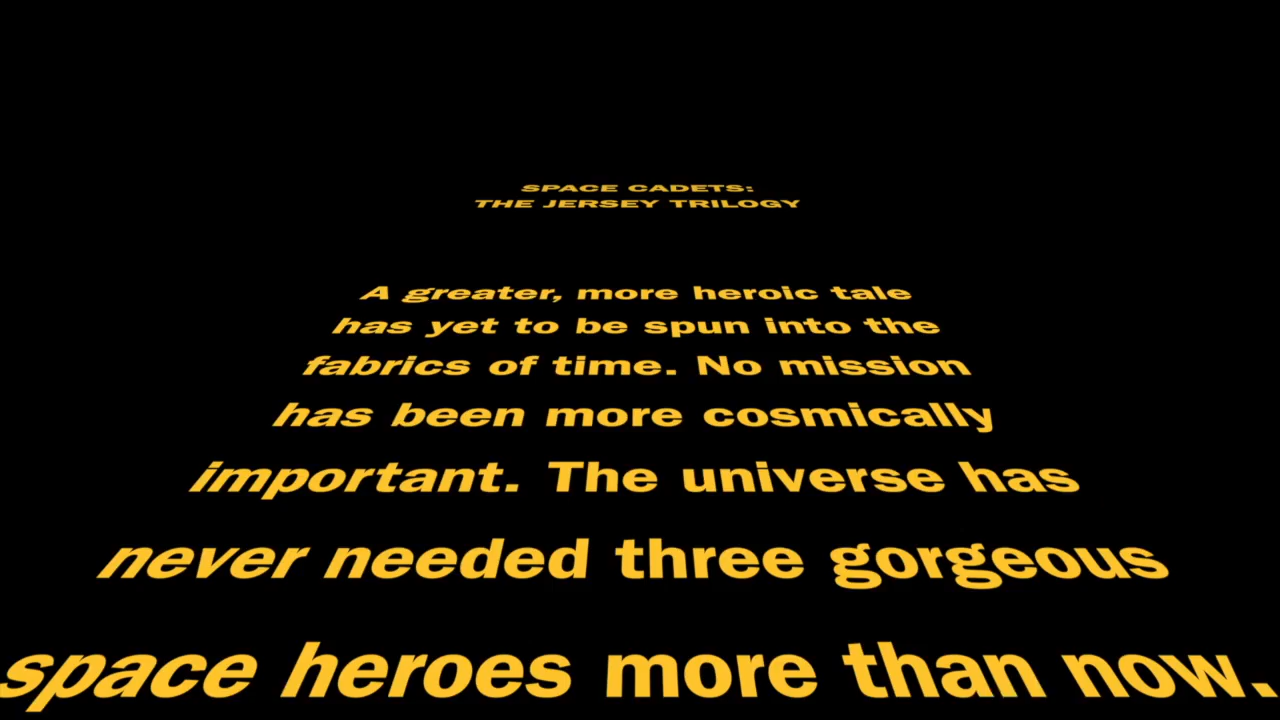 SPACE CADETS:
THE JERSEY TRILOGY
A greater, more heroic tale
has yet to be spun into the
fabrics of time. No mission
has been more cosmically
important. The universe has
never needed three gorgeous
space heroes more than now.